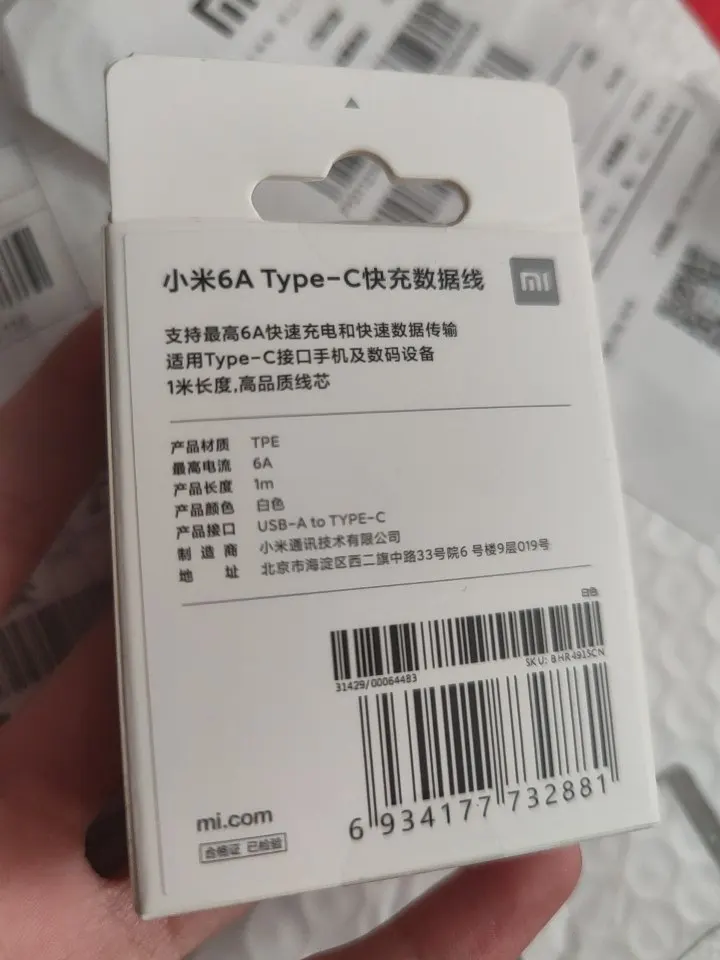 小米6A Type-C快充数据线
支持最高6A快速充电和快速数据传输
适用Type-C接口手机及数码设备
1米长度,高品质线芯
产品材质 TPE
最高电流 6A
产品长度 1m
产品颜色 白色
产品接口 USB-A to TYPE-C
制造商 小米通讯技术有限公司
地址 北京市海淀区西二旗中路33号院6 号楼9层019号
白色
31429/00064483
SKU: BHR4915CN
6 934177 732881
mi.com
合格证 已检验